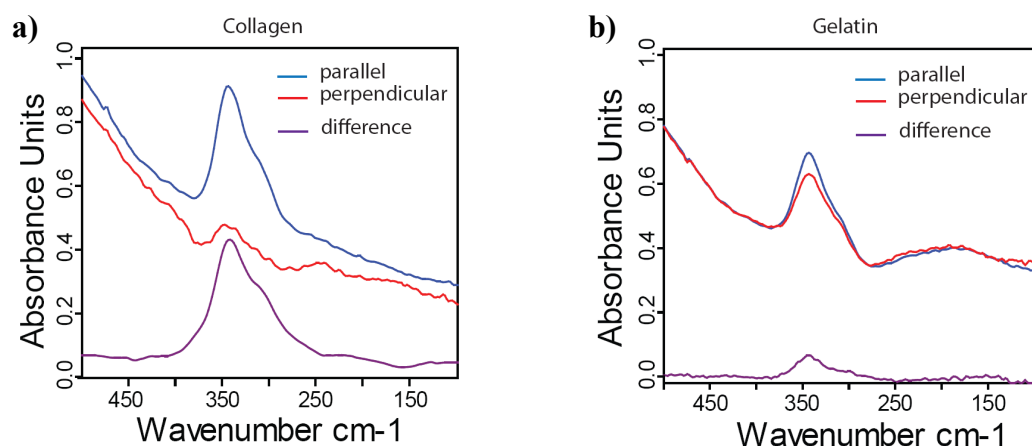 a)
Collagen
parallel
perpendicular
difference
Absorbance Units
1.0
0.8
0.6
0.4
0.2
0.0
450
350
250
150
Wavenumber cm-1
b)
Gelatin
parallel
perpendicular
difference
Absorbance Units
1.0
0.8
0.6
0.4
0.2
0.0
450
350
250
150
Wavenumber cm-1